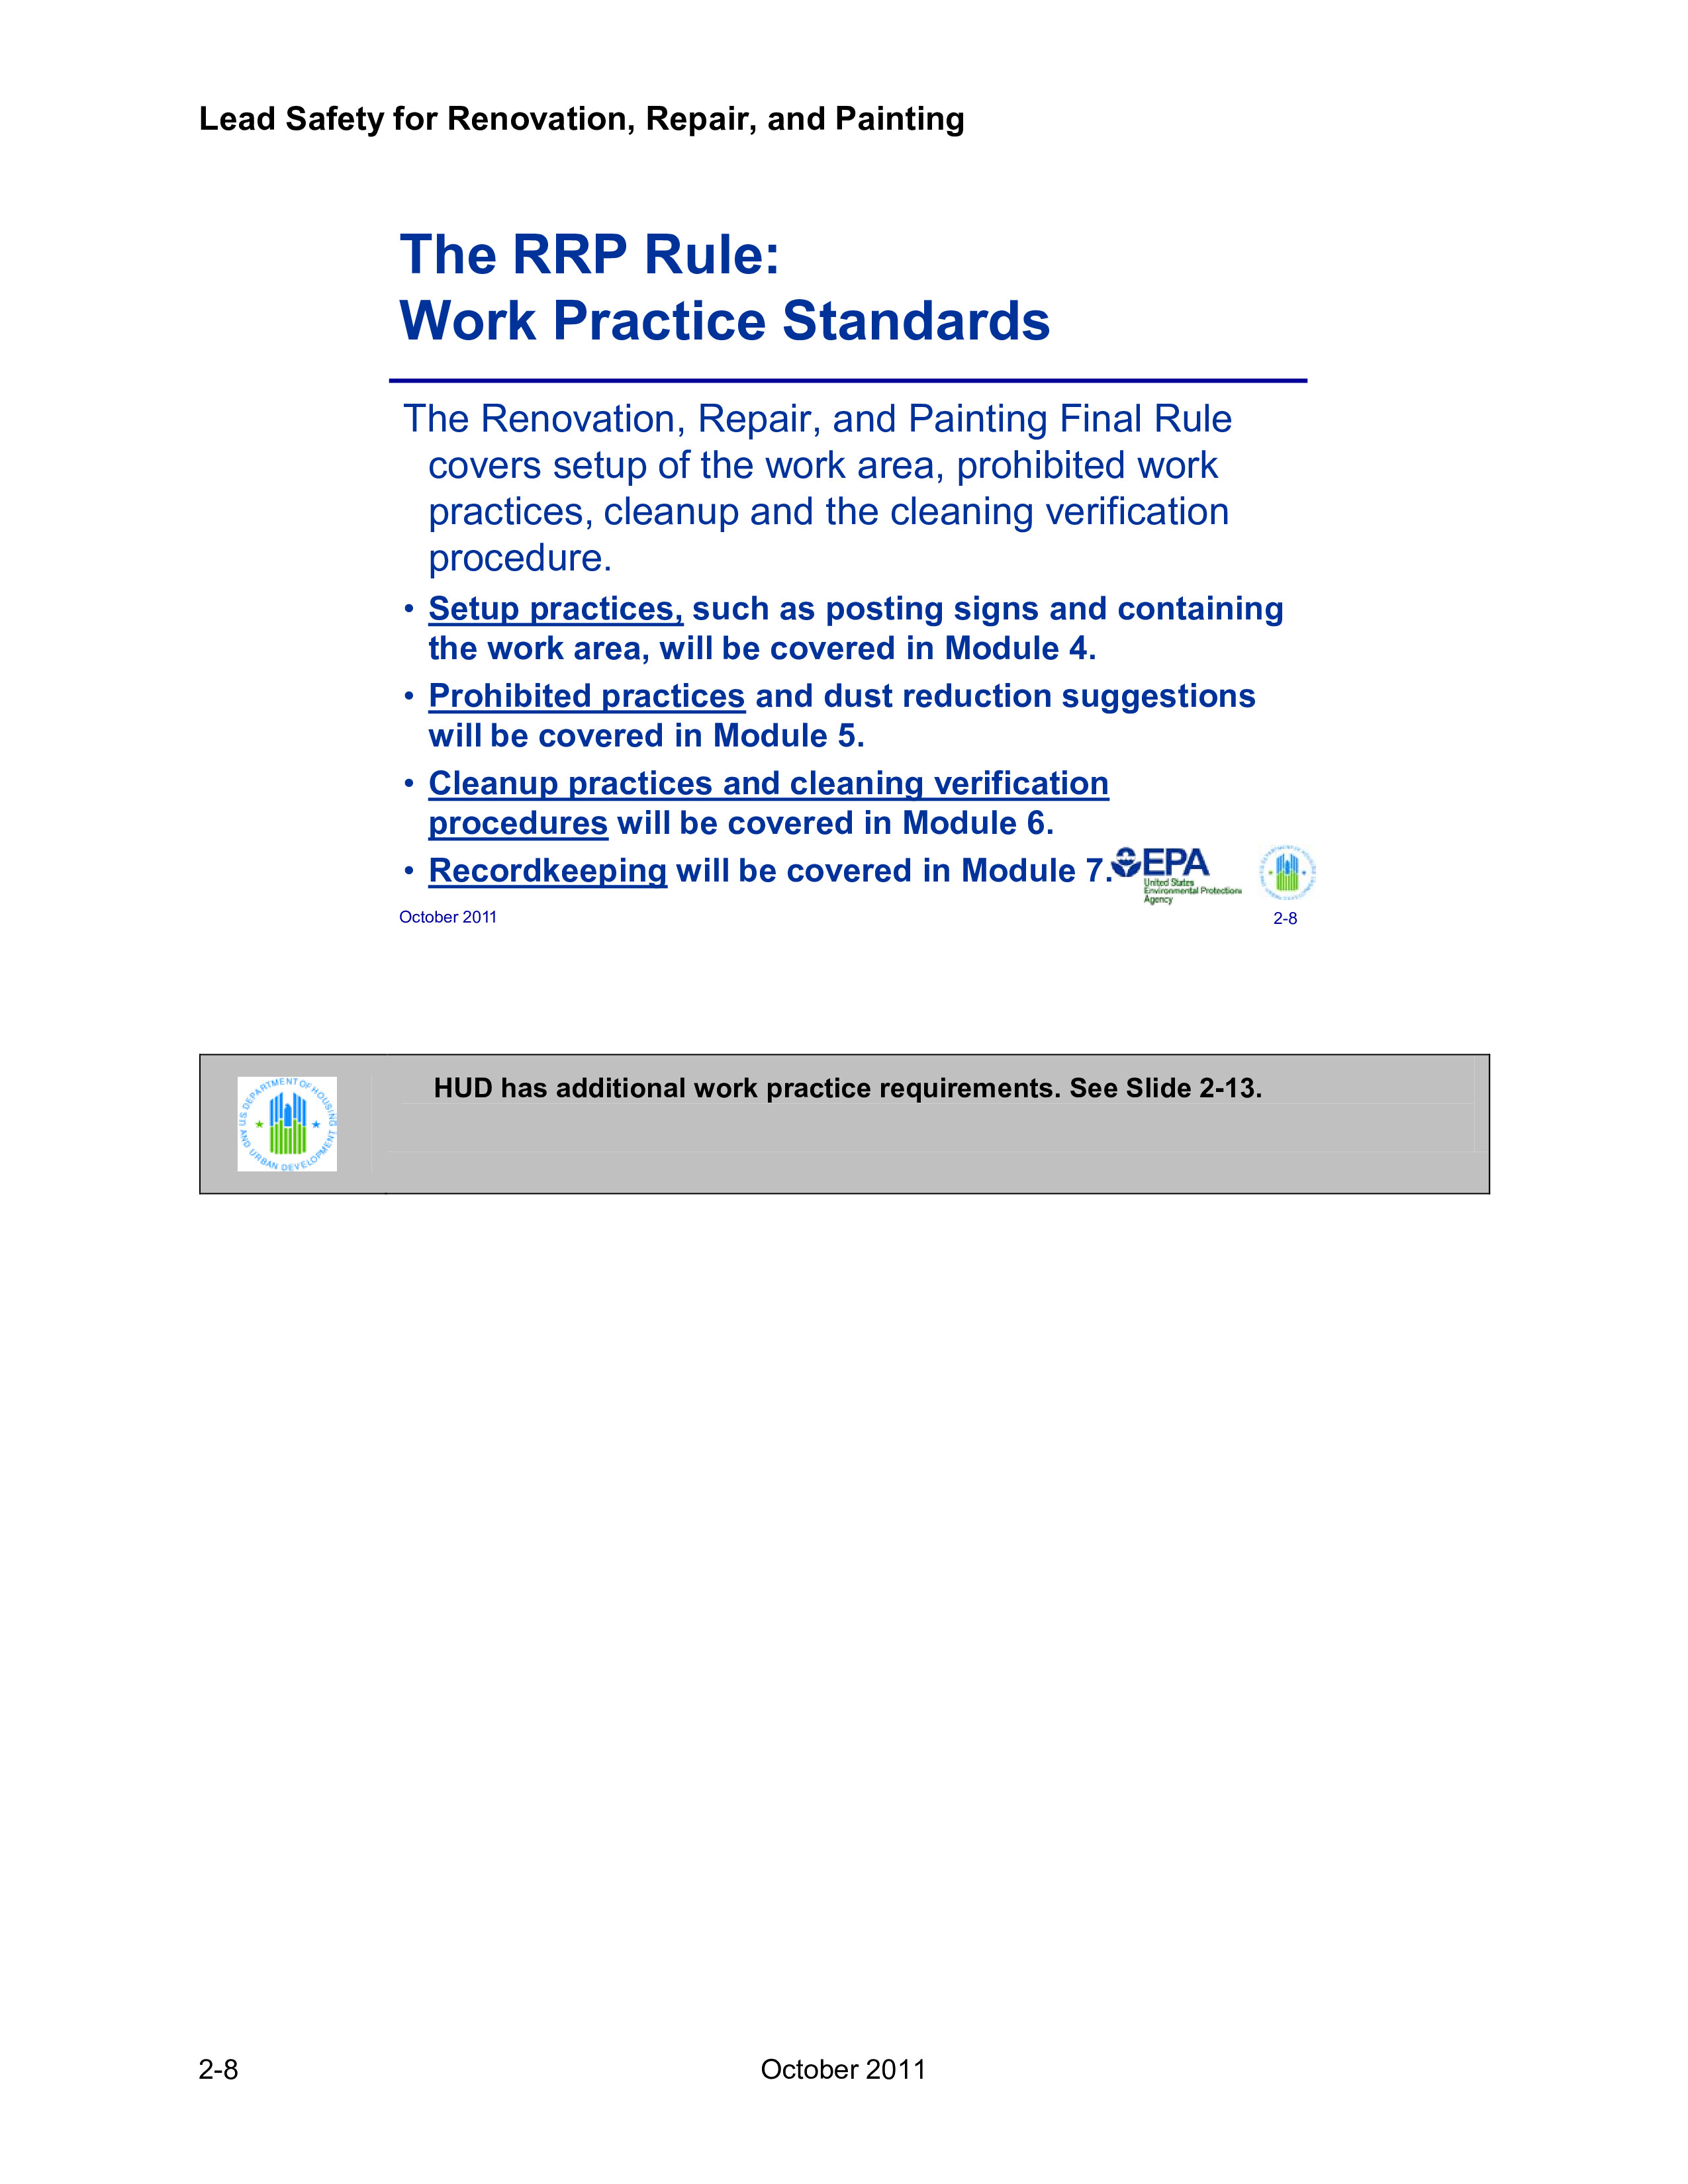 Lead Safety for Renovation, Repair, and Painting
The RRP Rule:
Work Practice Standards
The Renovation, Repair, and Painting Final Rule
covers setup of the work area, prohibited work
practices, cleanup and the cleaning verification
procedure.
• Setup practices, such as posting signs and containing
the work area, will be covered in Module 4.
• Prohibited practices and dust reduction suggestions
will be covered in Module 5.
• Cleanup practices and cleaning verification
procedures will be covered in Module 6.
• Recordkeeping will be covered in Module 7.
EPA
United States
Environmental Protection
Agency
October 2011
2-8
U.S. DEPARTMENT OF HOUSING
AND URBAN DEVELOPMENT
HUD has additional work practice requirements. See Slide 2-13.
2-8
October 2011